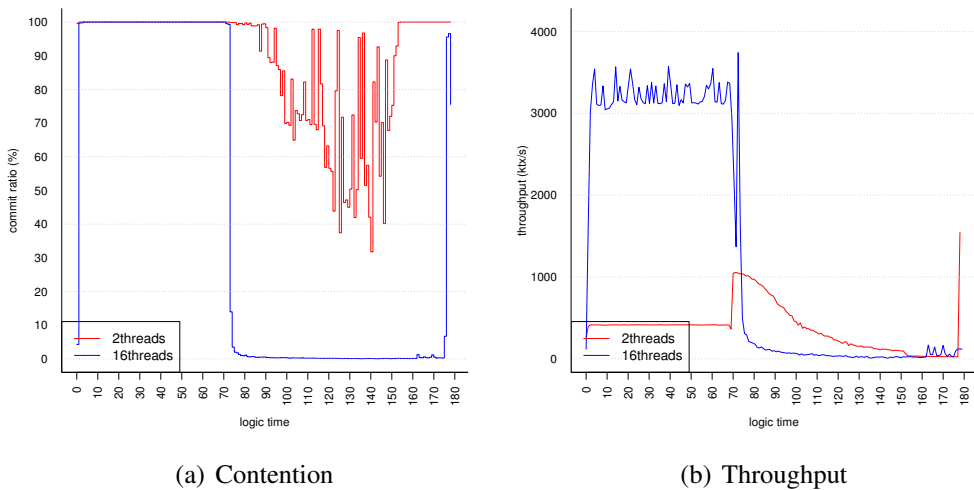 100
90
80
70
60
50
40
30
20
10
0
commit ratio (%)
2threads
16threads
0 10 20 30 40 50 60 70 80 90 100 110 120 130 140 150 160 170 180
logic time
(a) Contention
4000
3000
2000
1000
0
throughput (ktx/s)
2threads
16threads
0 10 20 30 40 50 60 70 80 90 100 110 120 130 140 150 160 170 180
logic time
(b) Throughput